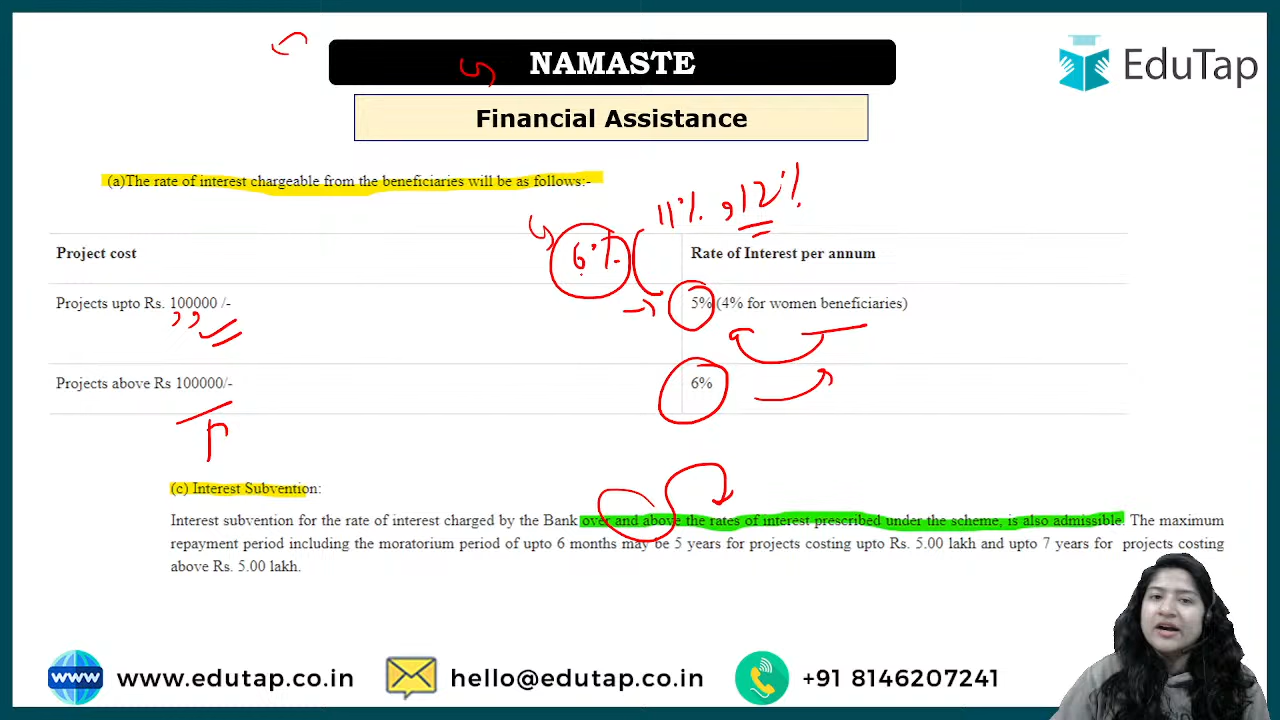 NAMASTE
EduTap
Financial Assistance
(a)The rate of interest chargeable from the beneficiaries will be as follows:-
11% , 12%
6%
Project cost
Rate of Interest per annum
Projects upto Rs. 100000 /-
5% (4% for women beneficiaries)
Projects above Rs 100000/-
6%
(c) Interest Subvention:
Interest subvention for the rate of interest charged by the Bank over and above the rates of interest prescribed under the scheme, is also admissible. The maximum
repayment period including the moratorium period of upto 6 months may be 5 years for projects costing upto Rs. 5.00 lakh and upto 7 years for projects costing
above Rs. 5.00 lakh.
www
www.edutap.co.in
hello@edutap.co.in
+91 8146207241